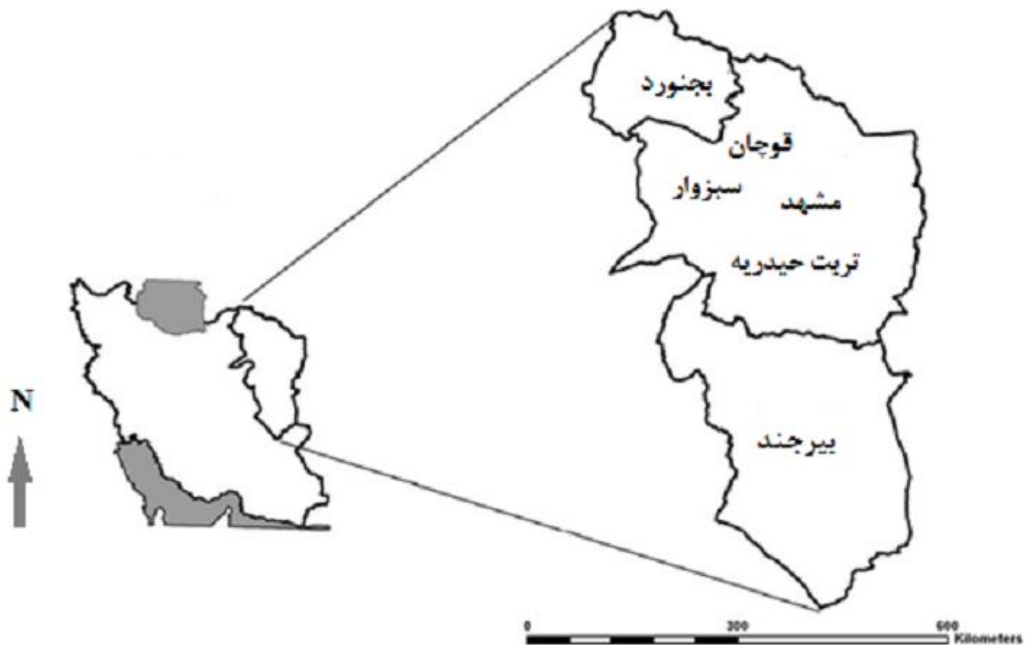 بجنورد
قوچان
سبزوار
مشهد
تربت حیدریه
بیرجند
N
0 300 600
Kilometers